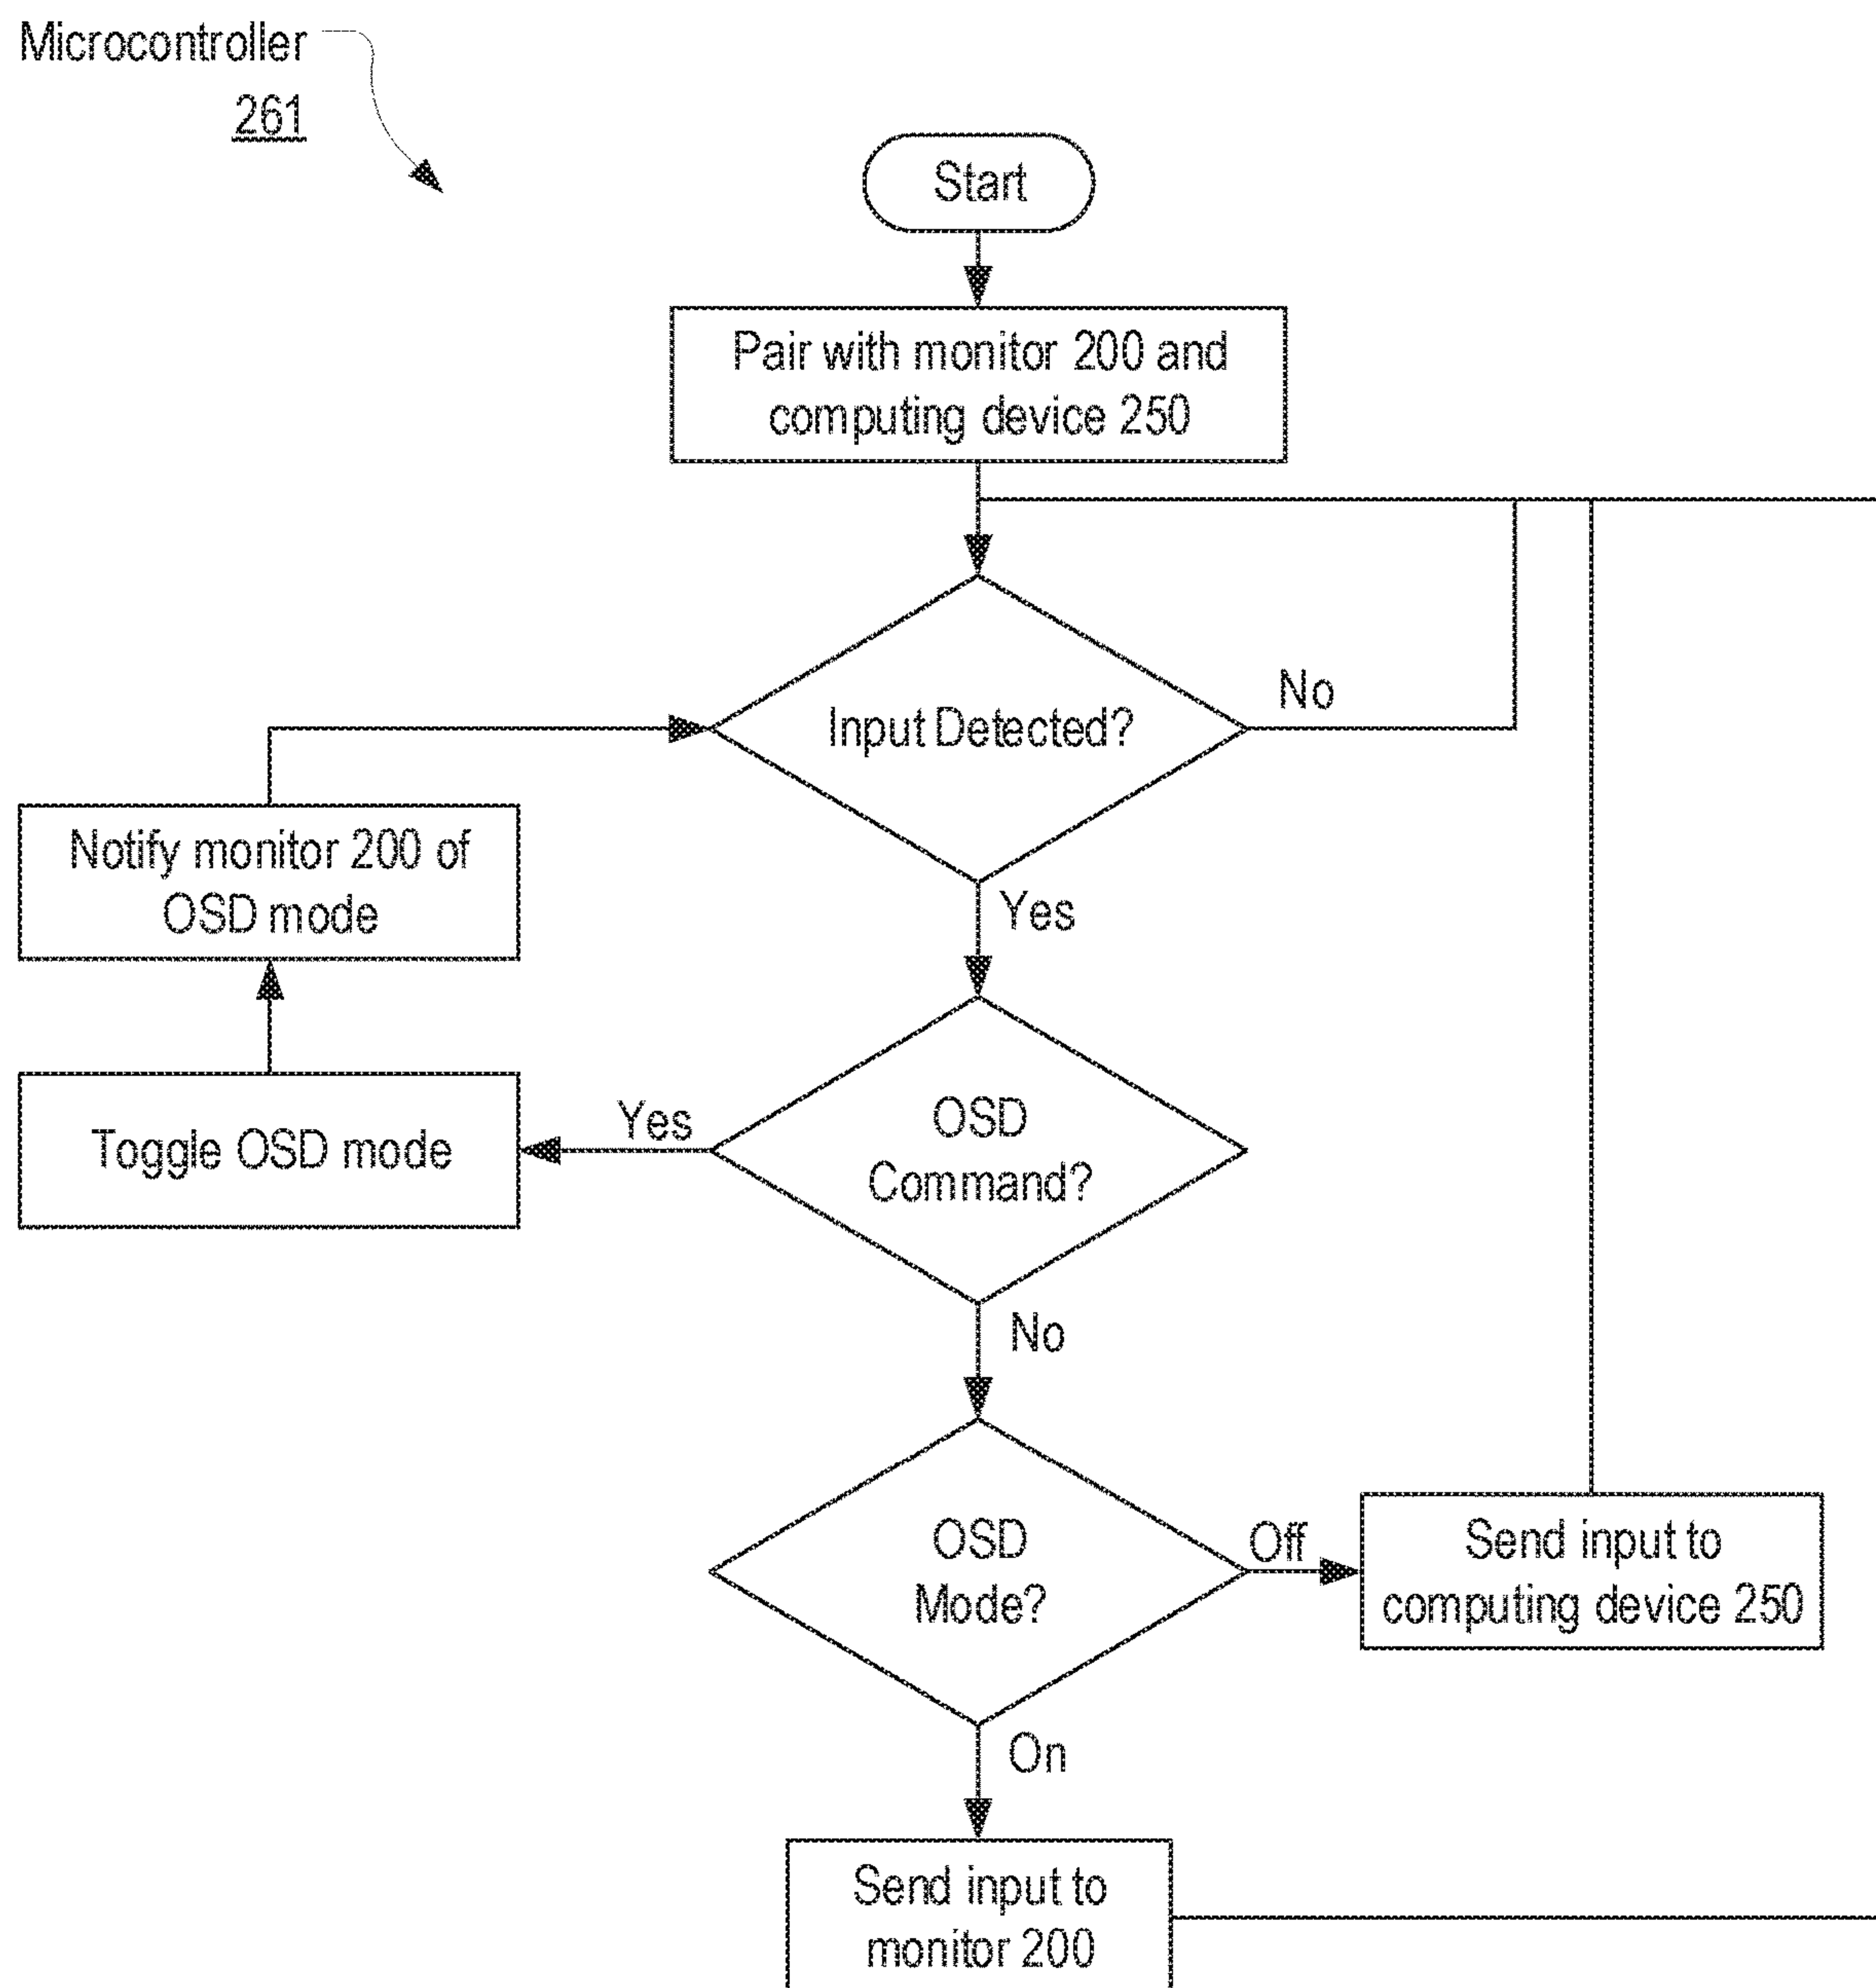 Microcontroller
261
Start
Pair with monitor 200 and
computing device 250
Input Detected?
No
Notify monitor 200 of
OSD mode
Yes
Toggle OSD mode
Yes
OSD
Command?
No
OSD
Mode?
Off
Send input to
computing device 250
On
Send input to
monitor 200